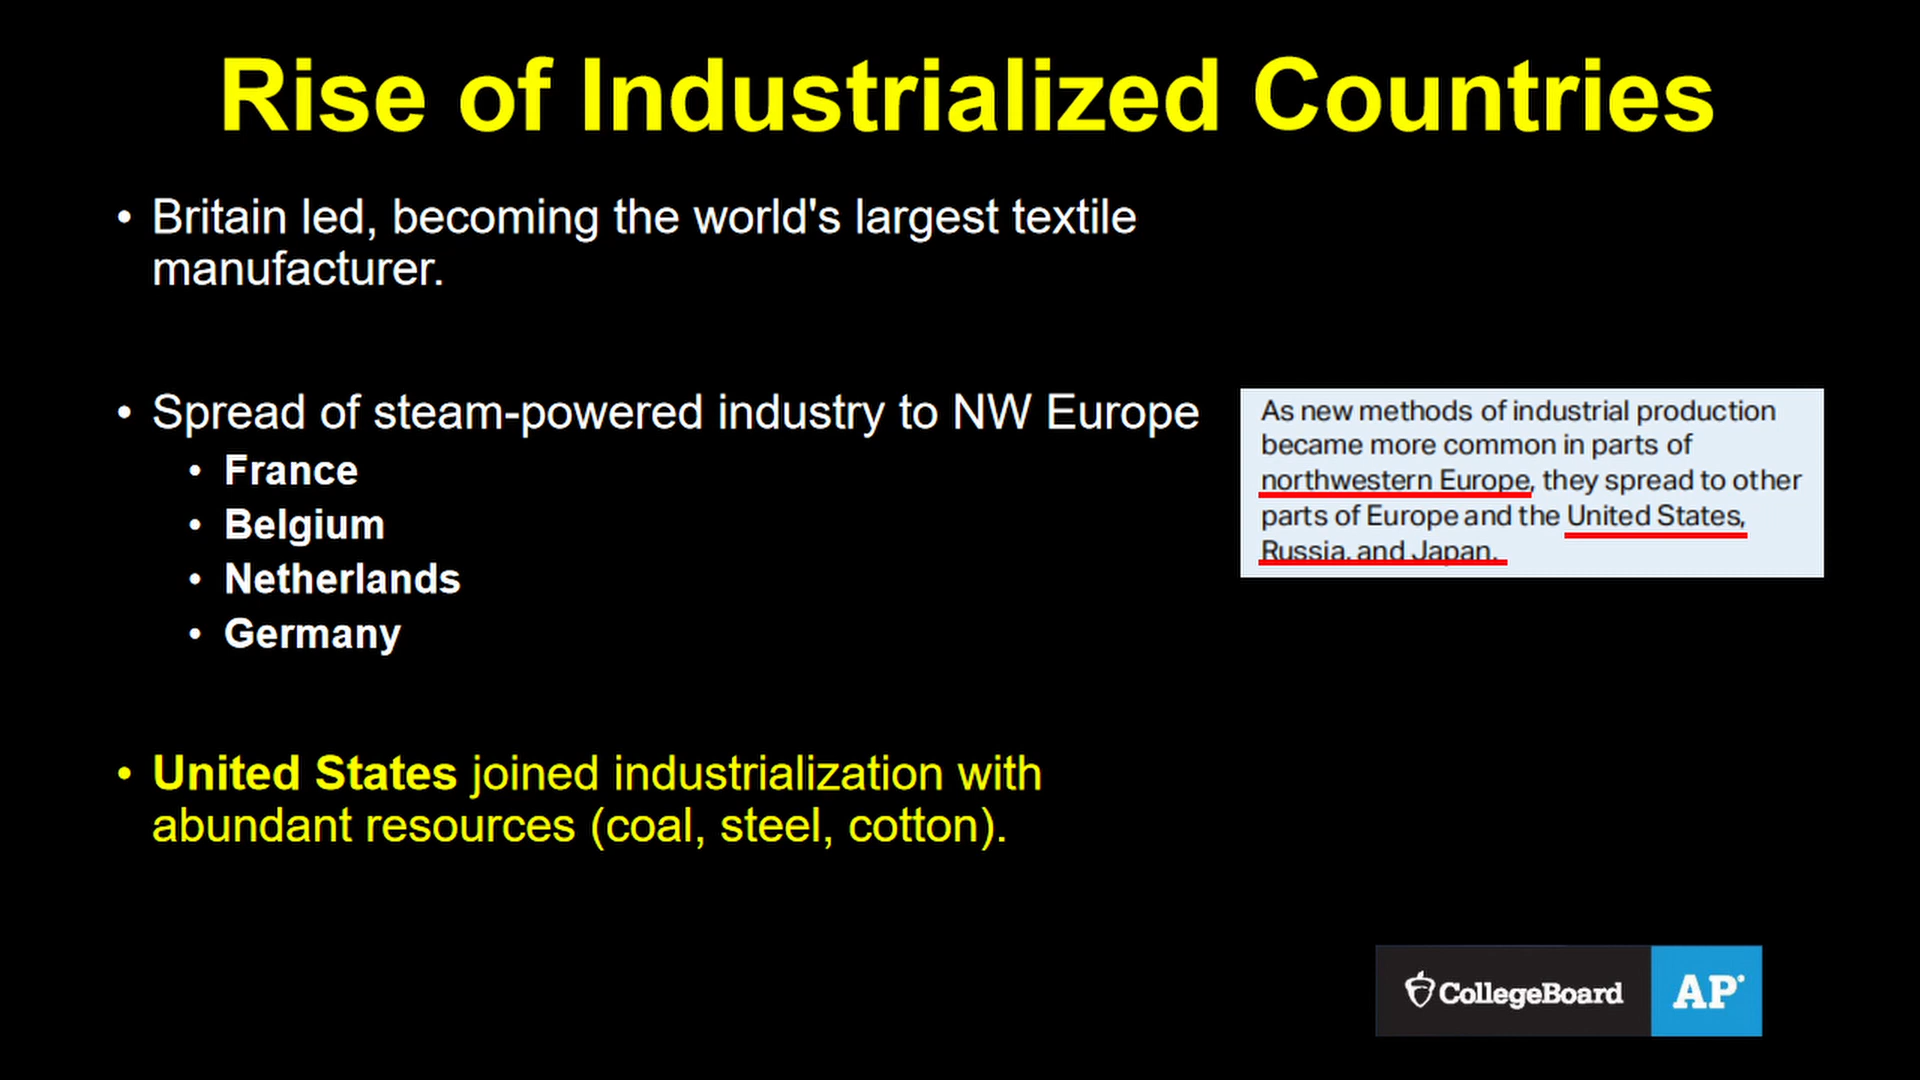 Rise of Industrialized Countries
• Britain led, becoming the world's largest textile
manufacturer.
• Spread of steam-powered industry to NW Europe
• France
• Belgium
• Netherlands
• Germany
• United States joined industrialization with
abundant resources (coal, steel, cotton).
As new methods of industrial production
became more common in parts of
northwestern Europe, they spread to other
parts of Europe and the United States,
Russia, and Japan.
CollegeBoard AP